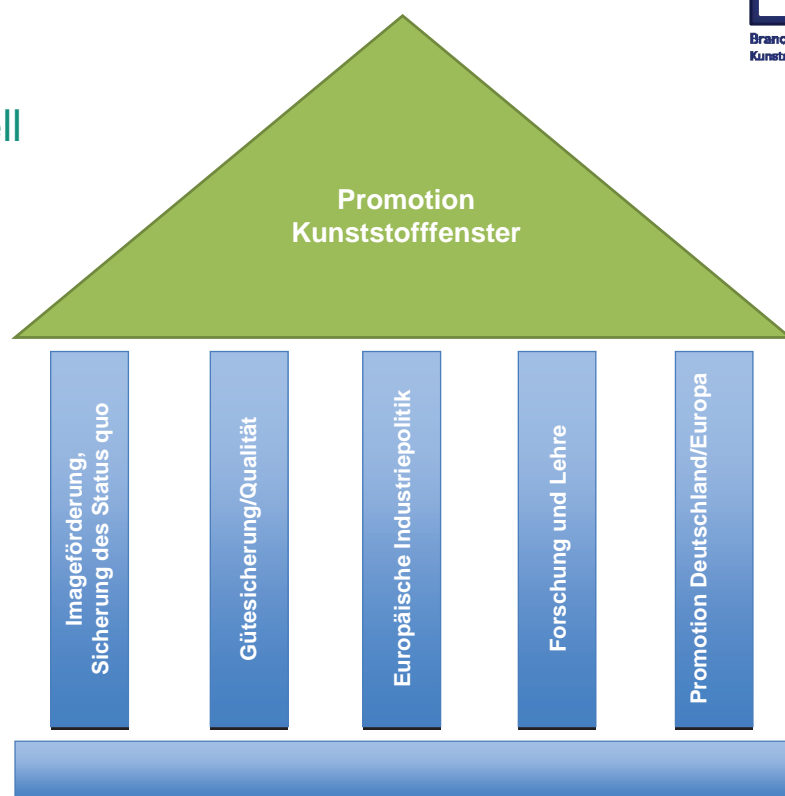 Promotion
Kunststofffenster
Imageförderung,
Sicherung des Status quo
Gütesicherung/Qualität
Europäische Industriepolitik
Forschung und Lehre
Promotion Deutschland/Europa